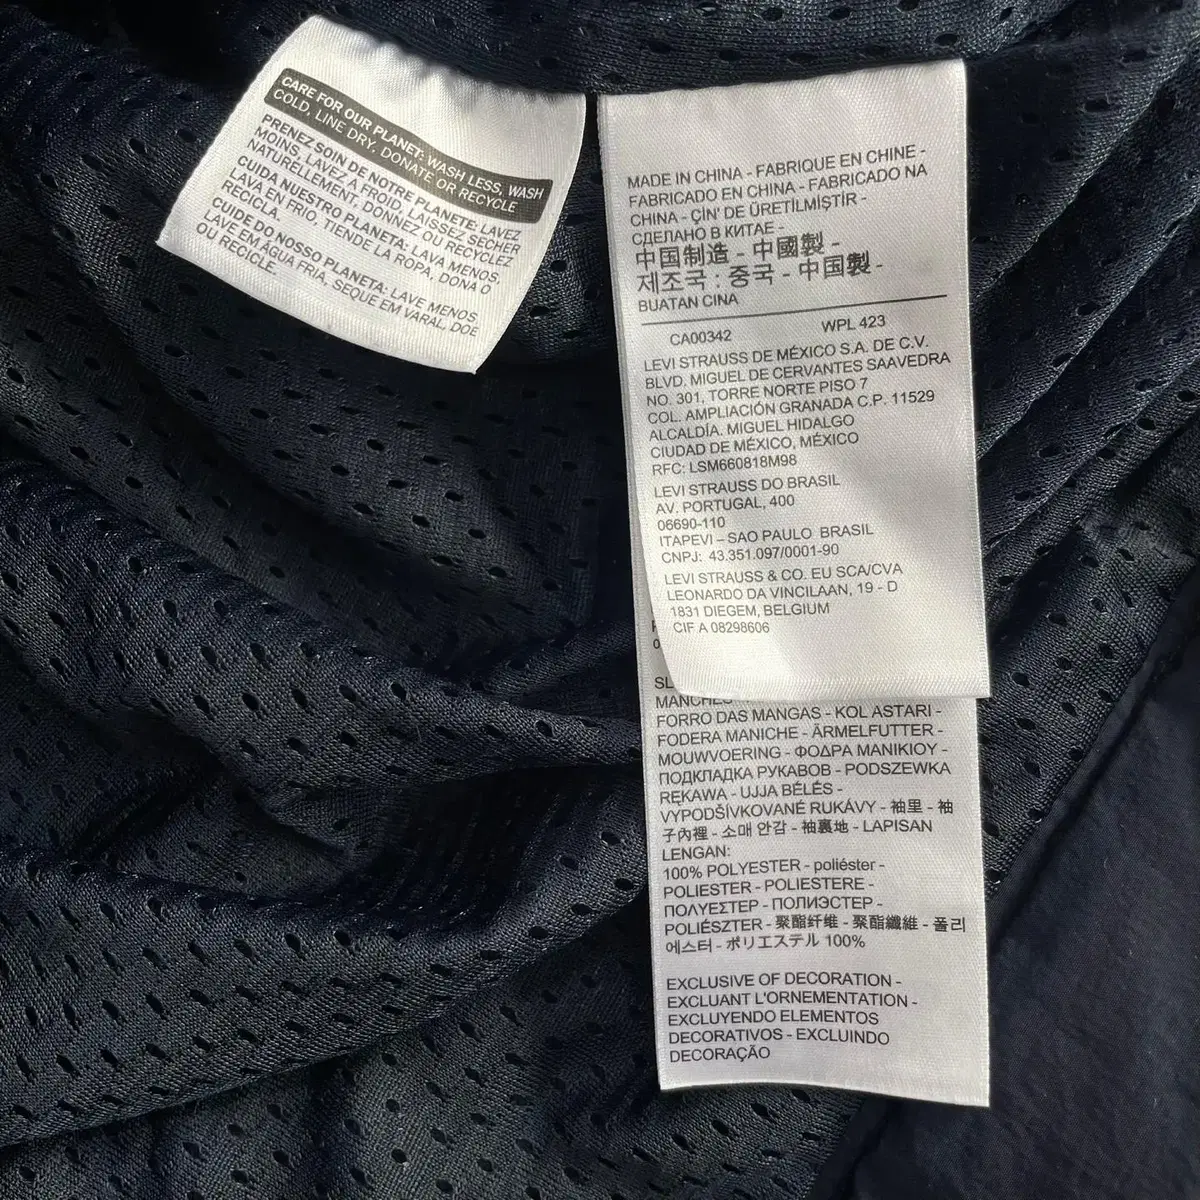 CARE FOR OUR PLANET: WASH LESS, WASH
COLD, LINE DRY, DONATE OR RECYCLE
PRENEZ SOIN DE NOTRE PLANETE: LAVEZ
MOINS, LAVEZ À FROID, LAISSEZ SÉCHER
NATURELLEMENT, DONNEZ OU RECYCLEZ
CUIDA NUESTRO PLANETA: LAVA MENOS,
LAVA EN FRIO, TIENDE LA ROPA, DONA O
RECICLA.
CUIDE DO NOSSO PLANETA: LAVE MENOS
LAVE EM ÁGUA FRIA, SEQUE EM VARAL, DOE
OU RECICLE.
MADE IN CHINA - FABRIQUE EN CHINE -
FABRICADO EN CHINA - FABRICADO NA
CHINA - ÇİN' DE ÜRETİLMİŞTİR -
СДЕЛАНО В КИТАЕ -
中国制造 - 中國製 -
제조국 : 중국 - 中国製 -
BUATAN CINA
CA00342 WPL 423
LEVI STRAUSS DE MÉXICO S.A. DE C.V.
BLVD. MIGUEL DE CERVANTES SAAVEDRA
NO. 301, TORRE NORTE PISO 7
COL. AMPLIACIÓN GRANADA C.P. 11529
ALCALDÍA. MIGUEL HIDALGO
CIUDAD DE MÉXICO, MÉXICO
RFC: LSM660818M98
LEVI STRAUSS DO BRASIL
AV. PORTUGAL, 400
06690-110
ITAPEVI – SAO PAULO BRASIL
CNPJ: 43.351.097/0001-90
LEVI STRAUSS & CO. EU SCA/CVA
LEONARDO DA VINCILAAN, 19 - D
1831 DIEGEM, BELGIUM
CIF A 08298606
MANCHES
FORRO DAS MANGAS - KOL ASTARI -
FODERA MANICHE - ÄRMELFUTTER -
MOUWVOERING - ΦΟΔΡΑ ΜΑΝΙΚΙΟΥ -
ПОДКЛАДКА РУКАВОВ - PODSZEWKA
RĘKAWA - UJJA BÉLÉS -
VYPODŠÍVKOVANÉ RUKÁVY - 袖里 - 袖
子內裡 - 소매 안감 - 袖裏地 - LAPISAN
LENGAN:
100% POLYESTER - poliéster -
POLIESTER - POLIESTERE -
ΠΟΛΥΕΣΤΕΡ - ПОЛИЭСТЕР -
POLIÉSZTER - 聚酯纤维 - 聚酯纖維 - 폴리
에스터 - ポリエステル 100%
EXCLUSIVE OF DECORATION -
EXCLUANT L'ORNEMENTATION -
EXCLUYENDO ELEMENTOS
DECORATIVOS - EXCLUINDO
DECORAÇÃO